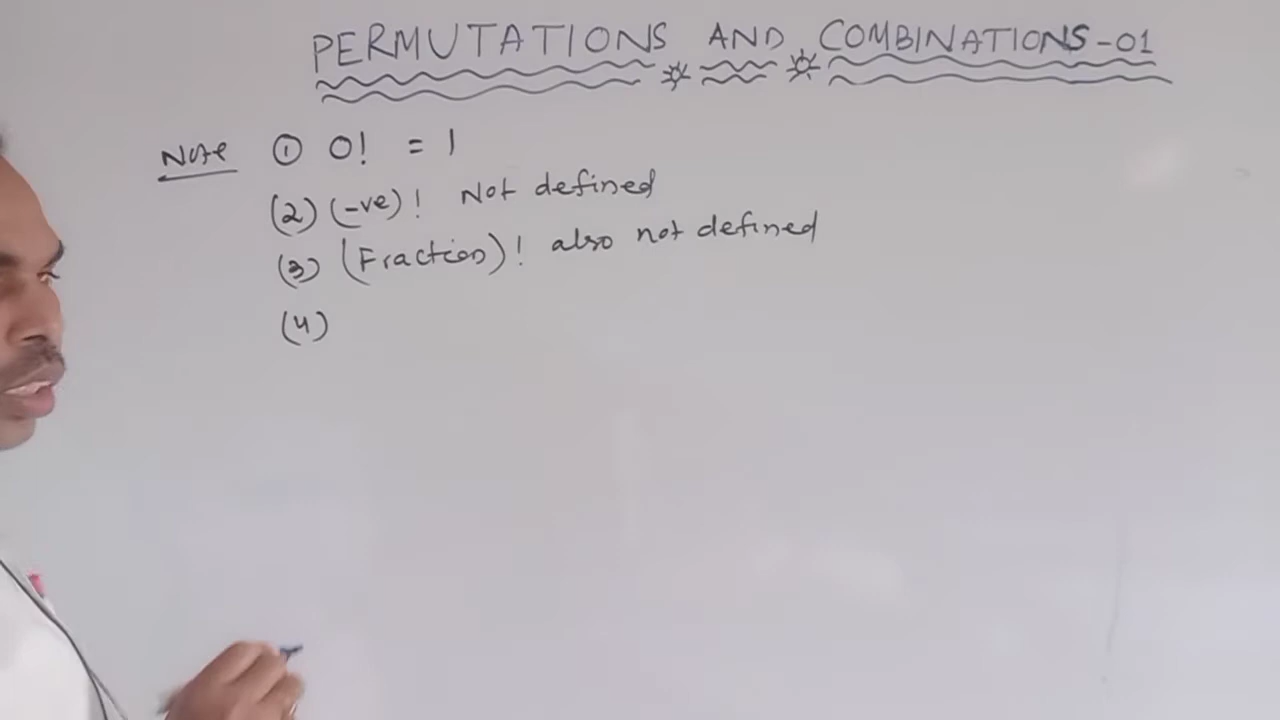 PERMUTATIONS AND COMBINATIONS-01
Note ① 0! = 1
(2) (-ve)! Not defined
(3) (Fraction)! also not defined
(4)